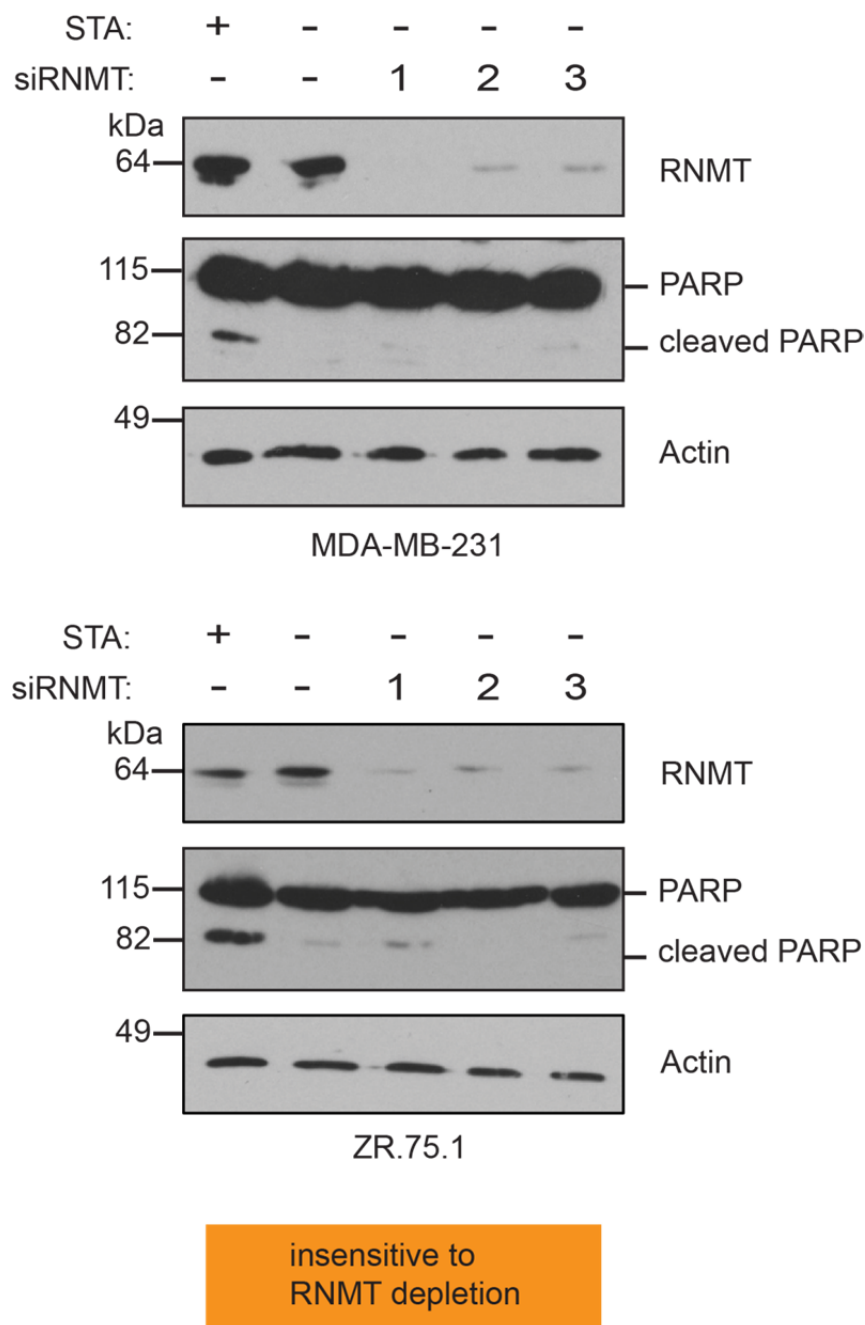 STA: + - - - -
siRNMT: - - 1 2 3
kDa
64 RNMT
115 PARP
82 cleaved PARP
49 Actin
MDA-MB-231
STA: + - - - -
siRNMT: - - 1 2 3
kDa
64 RNMT
115 PARP
82 cleaved PARP
49 Actin
ZR.75.1
insensitive to
RNMT depletion